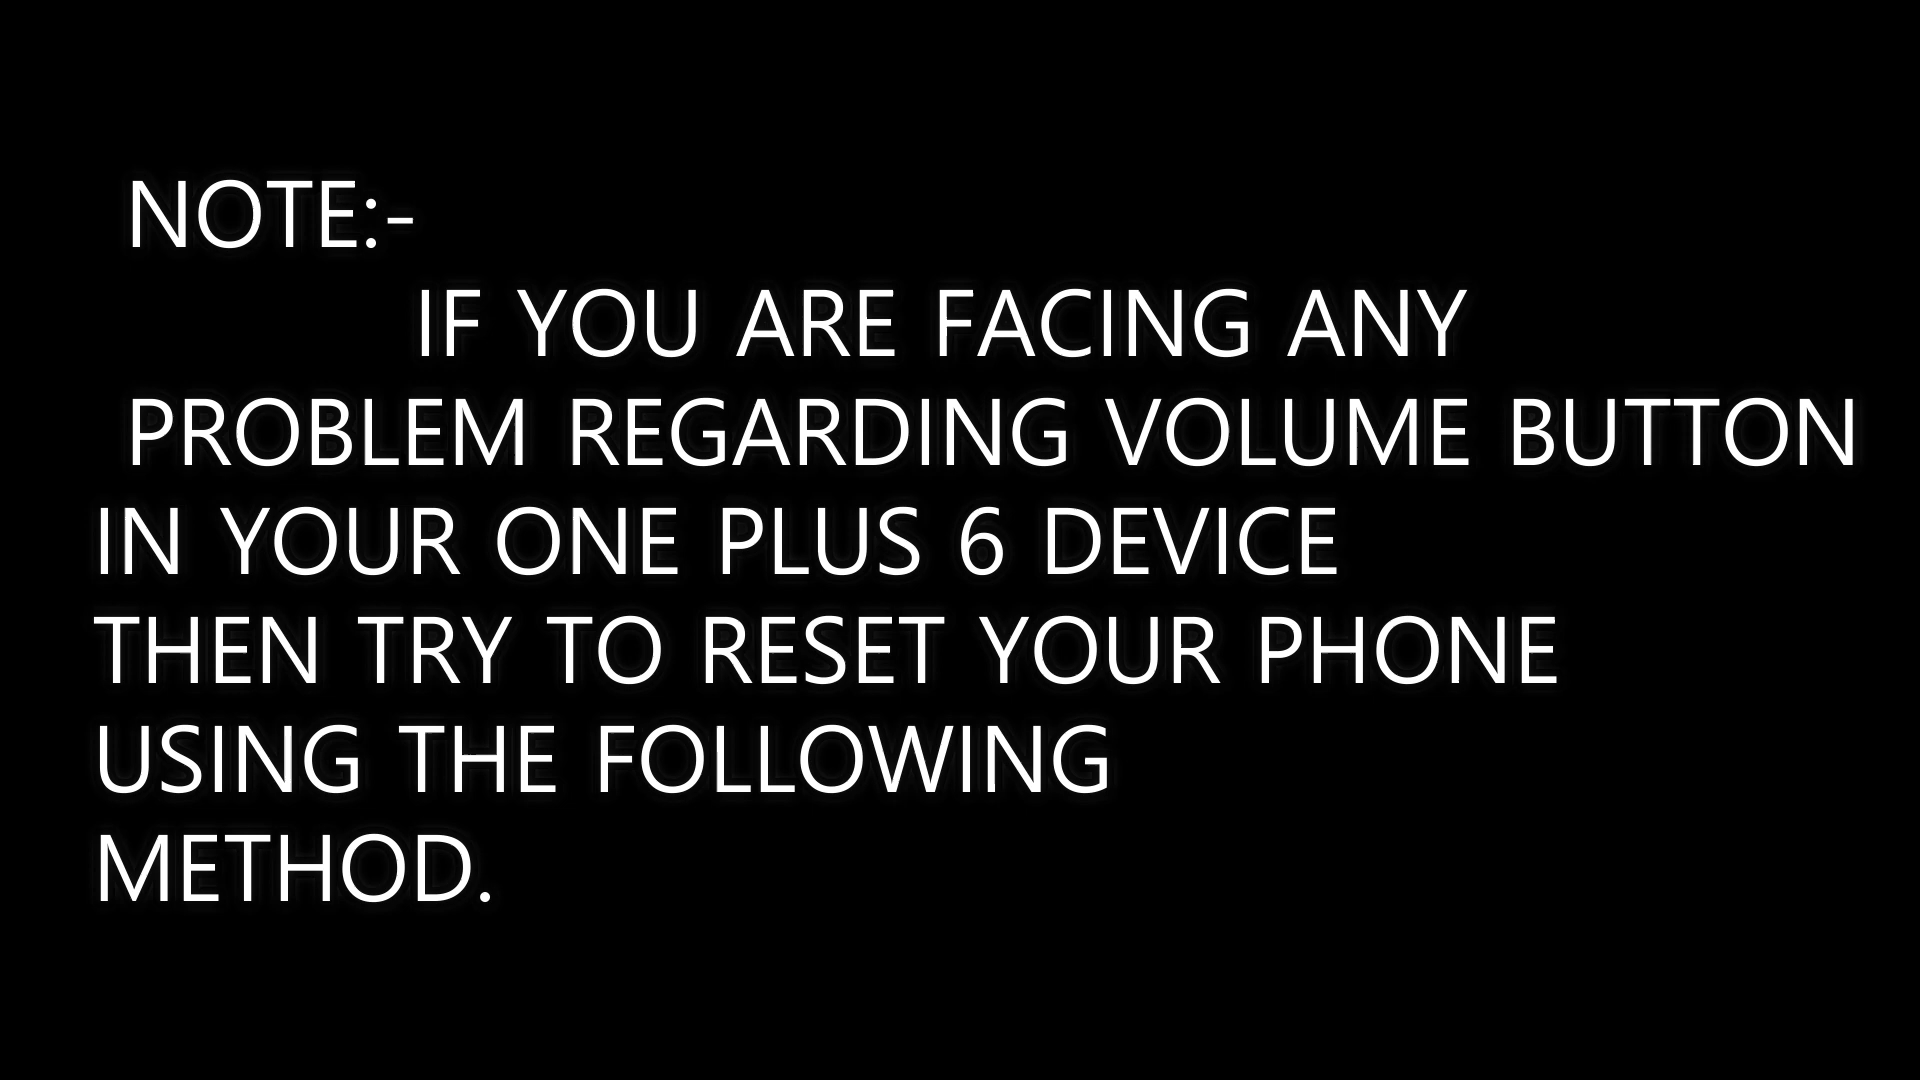 NOTE:-
IF YOU ARE FACING ANY
PROBLEM REGARDING VOLUME BUTTON
IN YOUR ONE PLUS 6 DEVICE
THEN TRY TO RESET YOUR PHONE
USING THE FOLLOWING
METHOD.